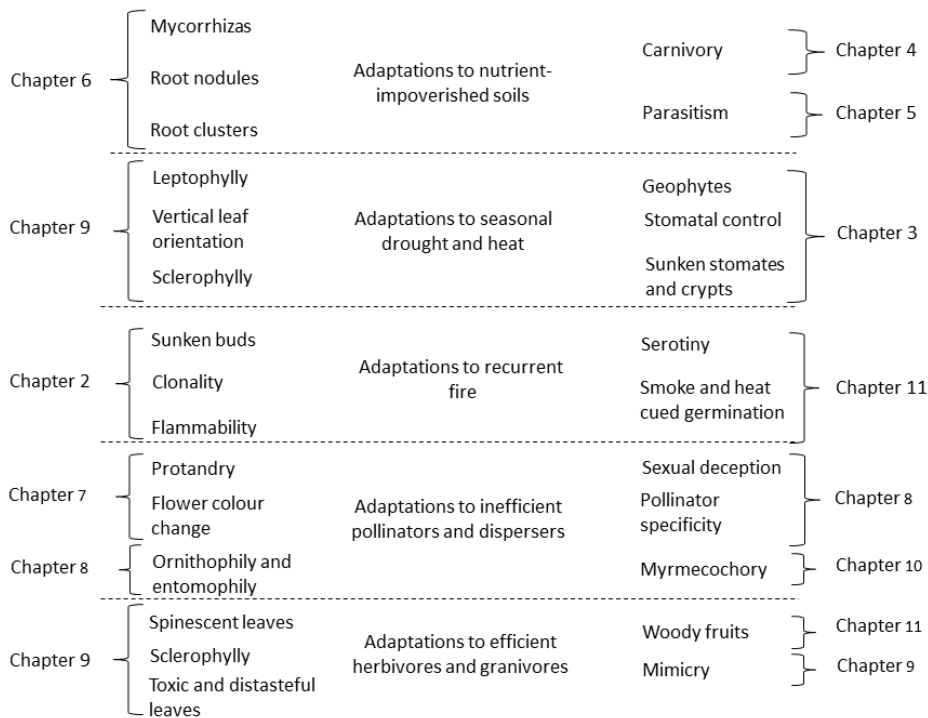 Chapter 6
Mycorrhizas
Root nodules
Root clusters
Adaptations to nutrient-
impoverished soils
Carnivory
Chapter 4
Parasitism
Chapter 5
Chapter 9
Leptophylly
Vertical leaf
orientation
Sclerophylly
Adaptations to seasonal
drought and heat
Geophytes
Stomatal control
Sunken stomates
and crypts
Chapter 3
Chapter 2
Sunken buds
Clonality
Flammability
Adaptations to recurrent
fire
Serotiny
Smoke and heat
cued germination
Chapter 11
Chapter 7
Protandry
Flower colour
change
Chapter 8
Ornithophily and
entomophily
Adaptations to inefficient
pollinators and dispersers
Sexual deception
Pollinator
specificity
Chapter 8
Myrmecochory
Chapter 10
Chapter 9
Spinescent leaves
Sclerophylly
Toxic and distasteful
leaves
Adaptations to efficient
herbivores and granivores
Woody fruits
Chapter 11
Mimicry
Chapter 9